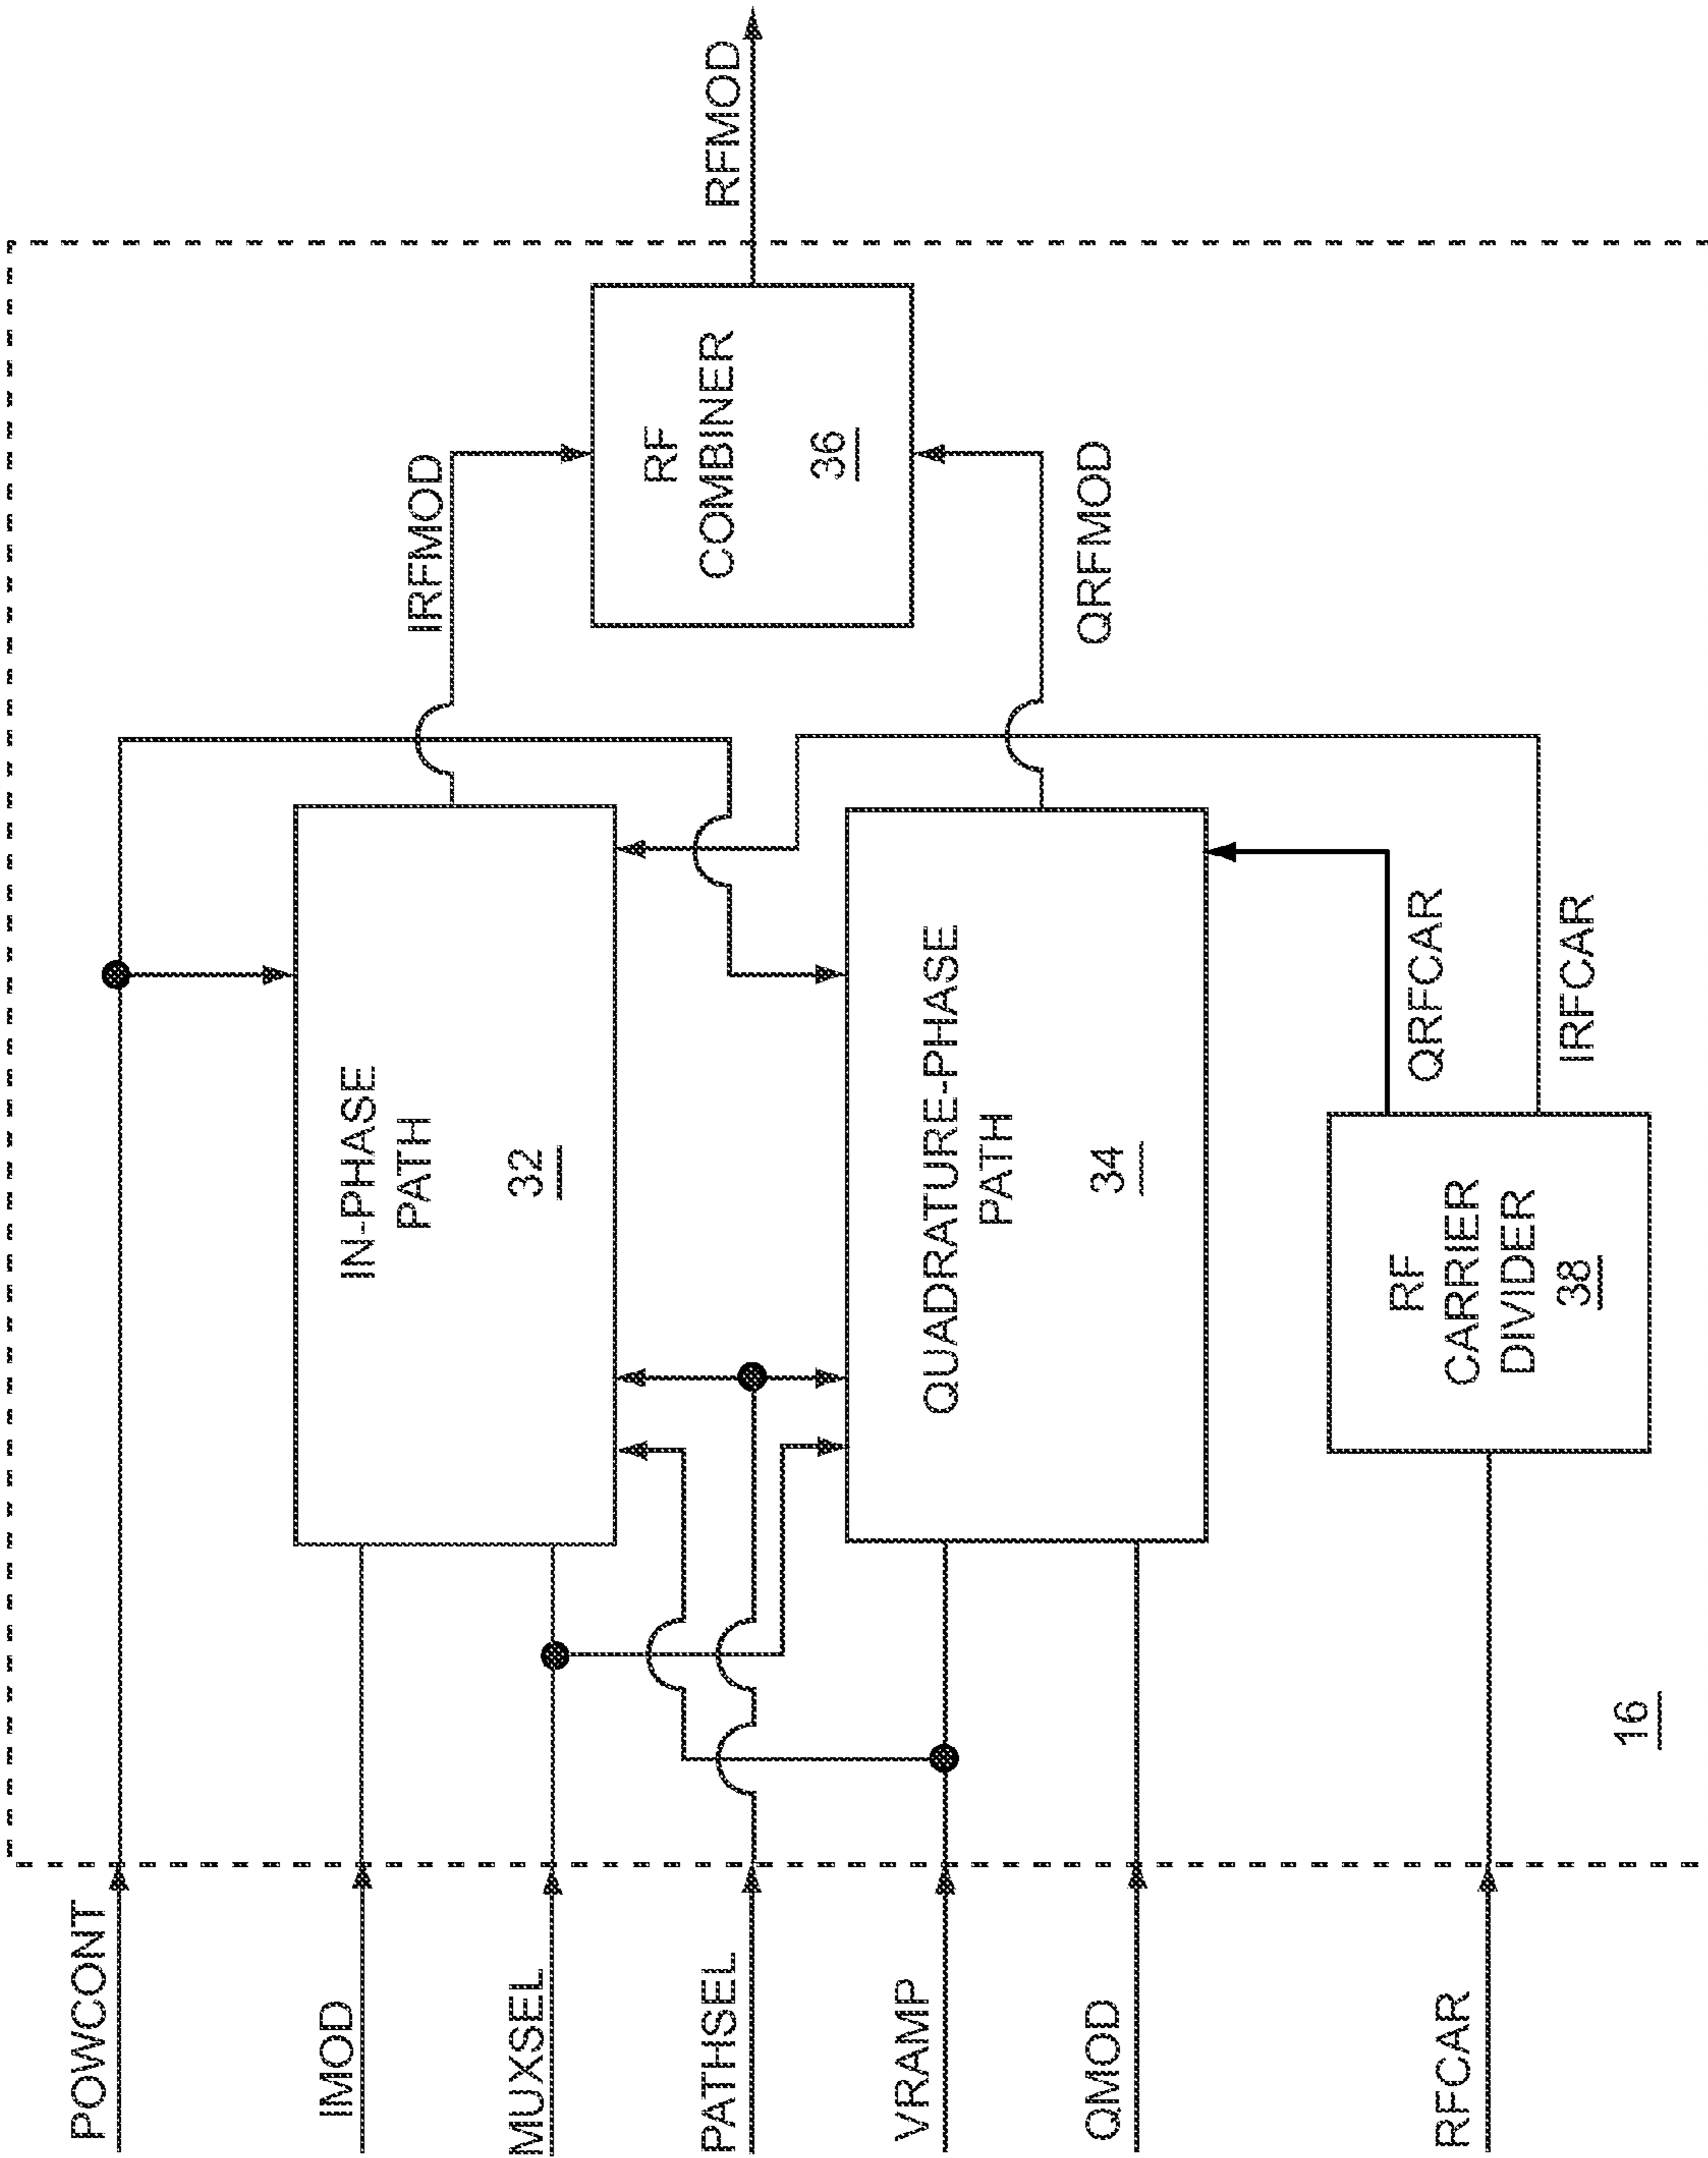 POWCONT
IMOD
MUXSEL
PATHSEL
VRAMP
QMOD
RFCAR
IN-PHASE
PATH
32
QUADRATURE-PHASE
PATH
34
RF
CARRIER
DIVIDER
38
QRFCAR
IRFCAR
IRFMOD
QRFMOD
RF
COMBINER
36
RFMOD
16